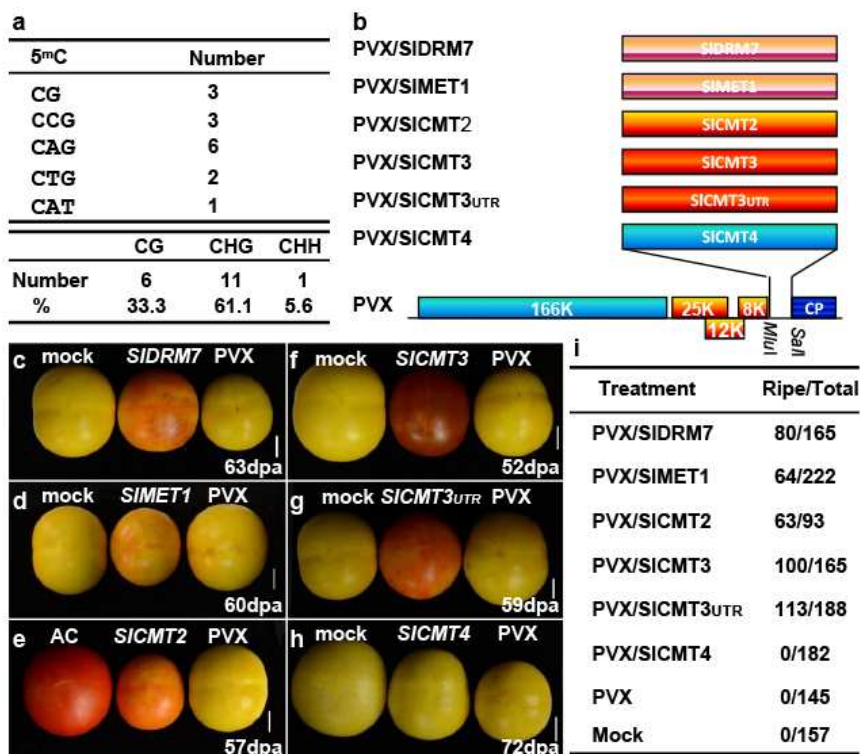 a
5mC Number
CG 3
CCG 3
CAG 6
CTG 2
CAT 1
CG CHG CHH
Number 6 11 1
% 33.3 61.1 5.6
b
PVX/SlDRM7 SlDRM7
PVX/SlMET1 SlMET1
PVX/SlCMT2 SlCMT2
PVX/SlCMT3 SlCMT3
PVX/SlCMT3UTR SlCMT3UTR
PVX/SlCMT4 SlCMT4
PVX 166K 25K 12K 8K MluI SalI CP
c mock SlDRM7 PVX
63dpa
d mock SlMET1 PVX
60dpa
e AC SlCMT2 PVX
57dpa
f mock SlCMT3 PVX
52dpa
g mock SlCMT3UTR PVX
59dpa
h mock SlCMT4 PVX
72dpa
i
Treatment Ripe/Total
PVX/SlDRM7 80/165
PVX/SlMET1 64/222
PVX/SlCMT2 63/93
PVX/SlCMT3 100/165
PVX/SlCMT3UTR 113/188
PVX/SlCMT4 0/182
PVX 0/145
Mock 0/157